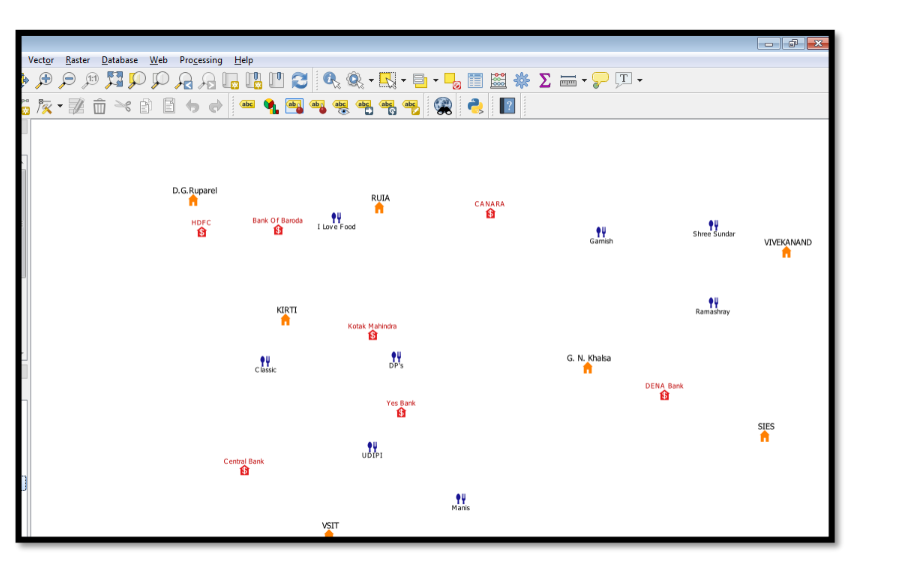 Vector Raster Database Web Processing Help
D.G.Ruparel
RUIA
CANARA
HDFC
Bank Of Baroda
I Love Food
Gamish
Shree Sundar
VIVEKANAND
KIRTI
Ramashray
Kotak Mahindra
G. N. Khalsa
Classic
DP's
DENA Bank
Yes Bank
SIES
UDIPI
Central Bank
Manis
VSIT